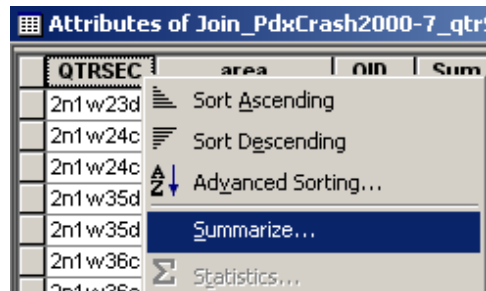 Attributes of Join_PdxCrash2000-7_qtr
QTRSEC area OID Sum
2n1w23d
2n1w24c
2n1w24c
2n1w35d
2n1w35d
2n1w36c
Sort Ascending
Sort Descending
Advanced Sorting...
Summarize...
Statistics...